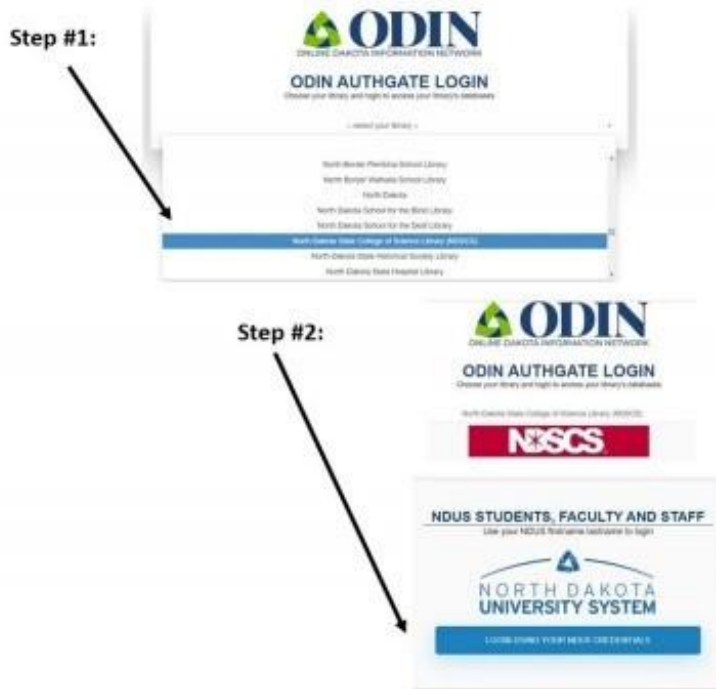 Step #1:
ODIN
ONLINE DAKOTA INFORMATION NETWORK
ODIN AUTHGATE LOGIN
Choose your library and login to access your library's databases
- select your library -
North Border Pembina School Library
North Border Walhalla School Library
North Dakota
North Dakota School for the Blind Library
North Dakota School for the Deaf Library
North Dakota State College of Science Library (NDSCS)
North Dakota State Historical Society Library
North Dakota State Hospital Library
Step #2:
ODIN
ONLINE DAKOTA INFORMATION NETWORK
ODIN AUTHGATE LOGIN
Choose your library and login to access your library's databases
North Dakota State College of Science Library (NDSCS)
NDSCS
NDUS STUDENTS, FACULTY AND STAFF
Use your NDUS firstname.lastname to login
NORTH DAKOTA
UNIVERSITY SYSTEM
LOGIN USING YOUR NDUS CREDENTIALS